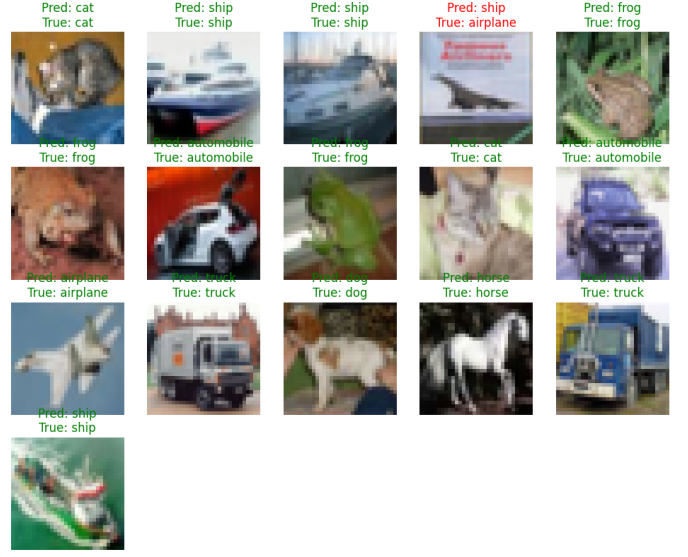 Pred: cat
True: cat
Pred: ship
True: ship
Pred: ship
True: ship
Pred: ship
True: airplane
Pred: frog
True: frog
Pred: frog
True: frog
Pred: automobile
True: automobile
Pred: frog
True: frog
Pred: cat
True: cat
Pred: automobile
True: automobile
Pred: airplane
True: airplane
Pred: truck
True: truck
Pred: dog
True: dog
Pred: horse
True: horse
Pred: truck
True: truck
Pred: ship
True: ship